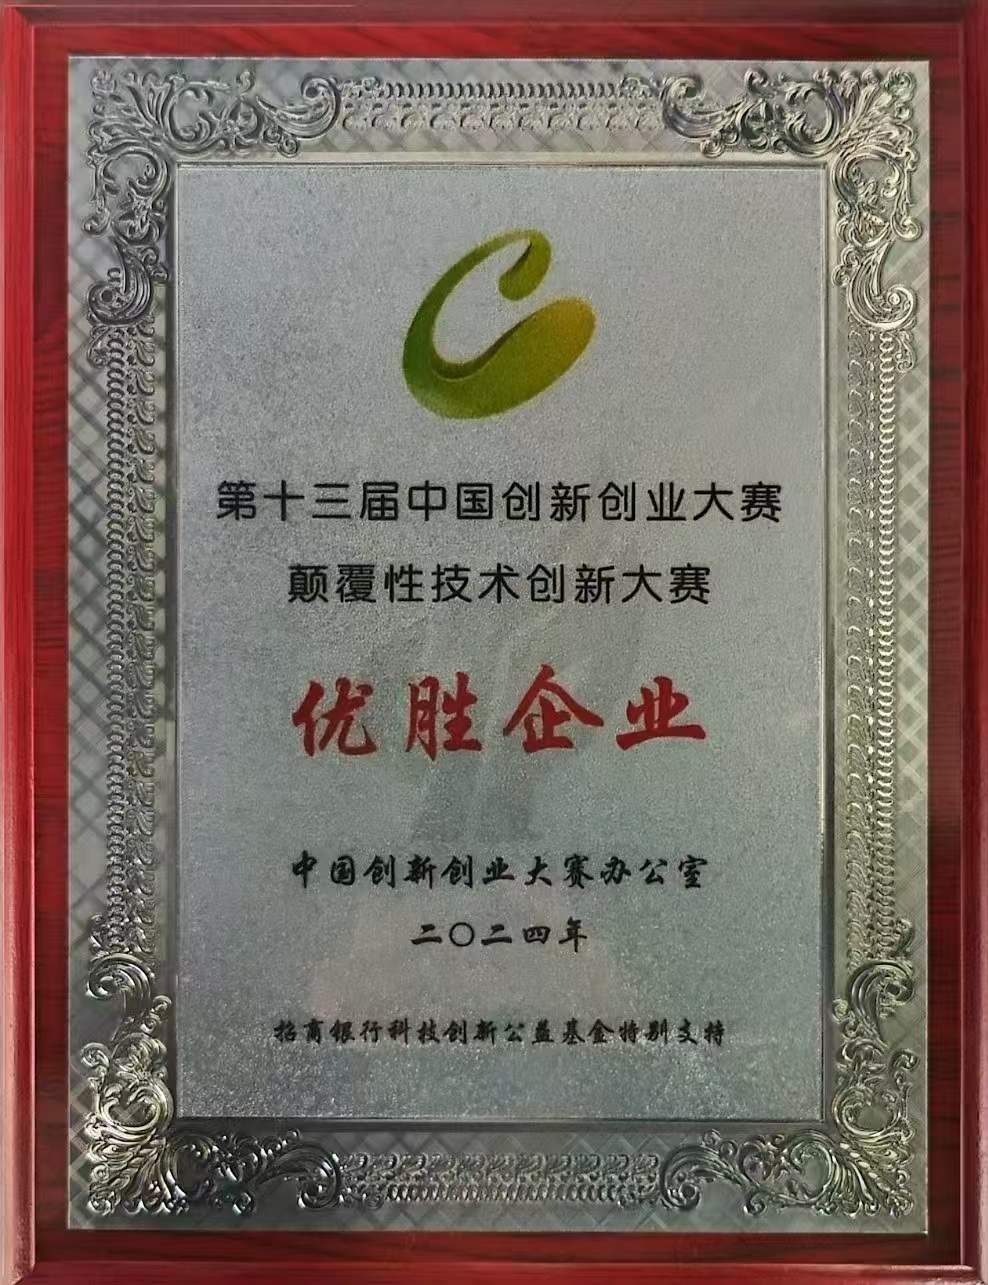 第十三届中国创新创业大赛
颠覆性技术创新大赛
优胜企业
中国创新创业大赛办公室
二〇二四年
招商银行科技创新公益基金特别支持